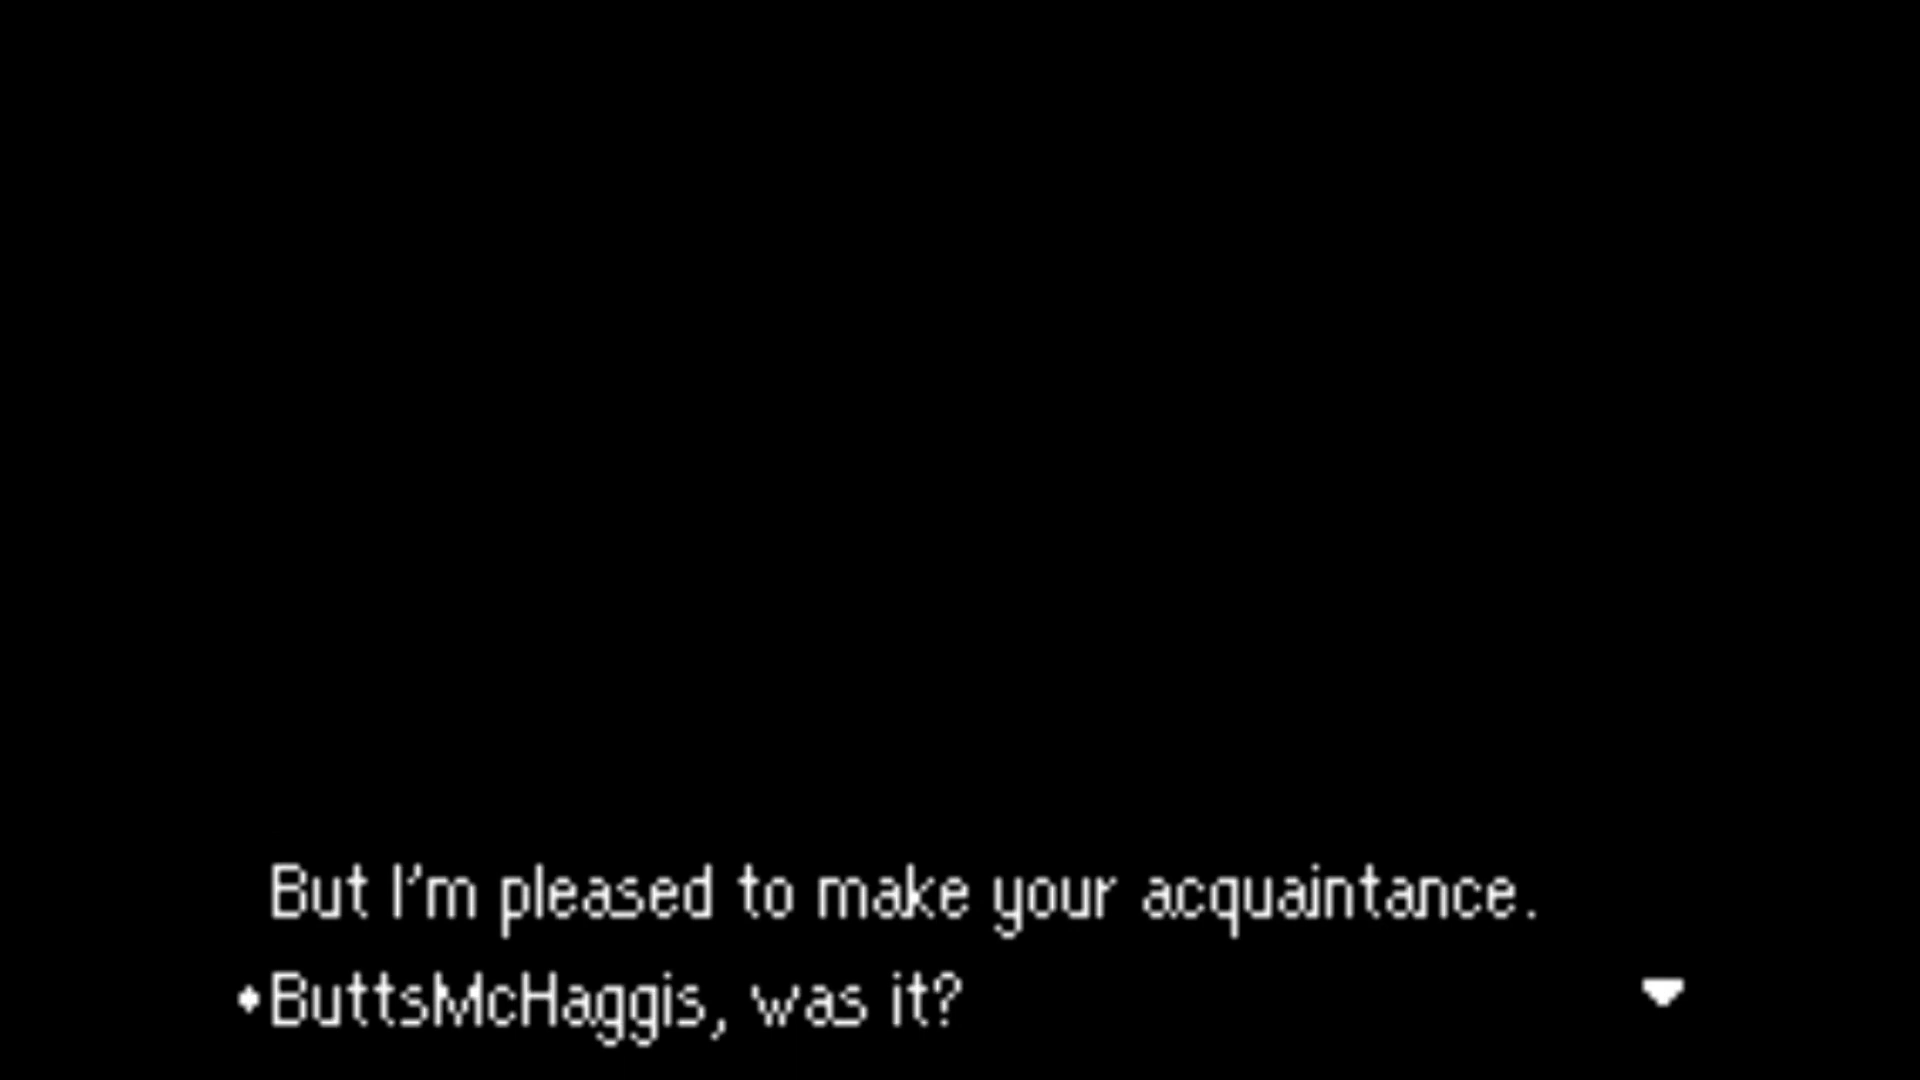 But I'm pleased to make your acquaintance.
•ButtsMcHaggis, was it?